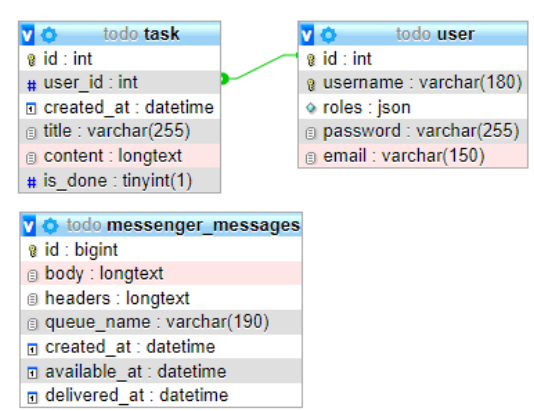 todo task
id : int
user_id : int
created_at : datetime
title : varchar(255)
content : longtext
is_done : tinyint(1)
todo user
id : int
username : varchar(180)
roles : json
password : varchar(255)
email : varchar(150)
todo messenger_messages
id : bigint
body : longtext
headers : longtext
queue_name : varchar(190)
created_at : datetime
available_at : datetime
delivered_at : datetime